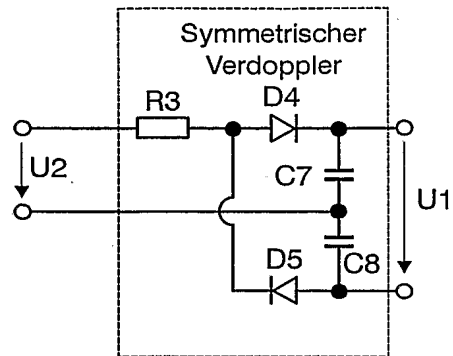 Symmetrischer
Verdoppler
R3
D4
U2
C7
U1
D5
C8